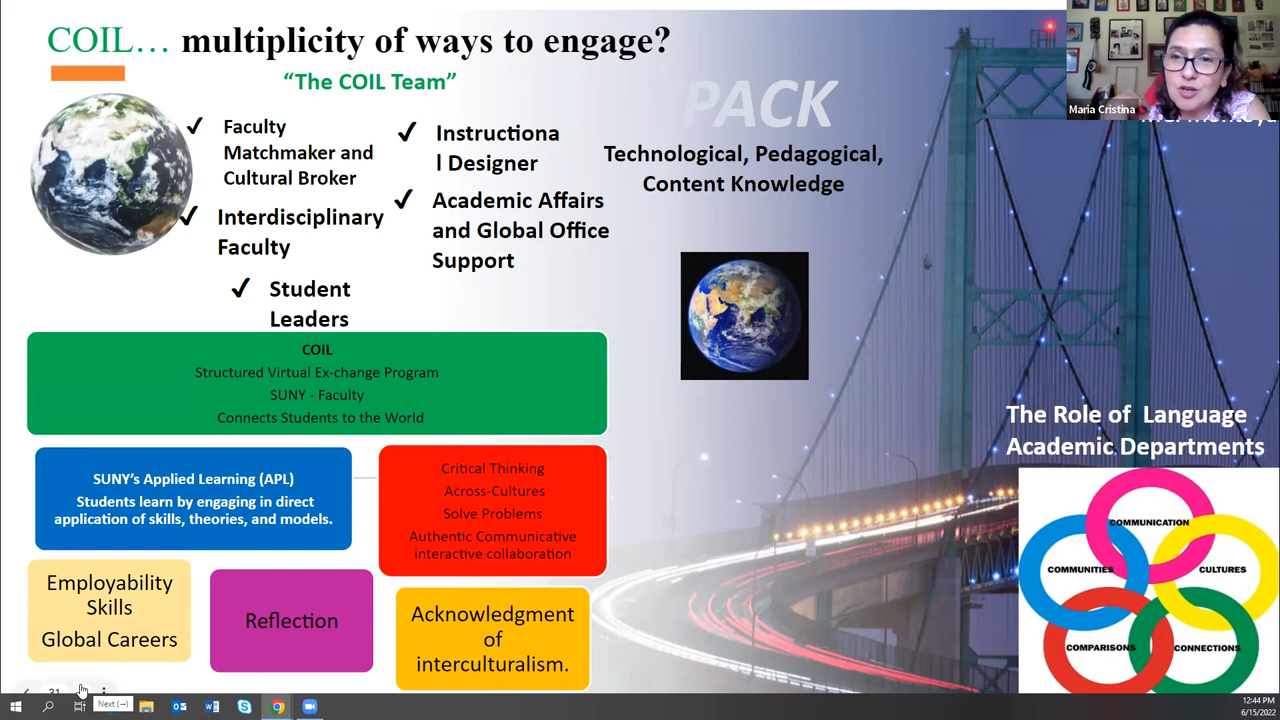 COIL… multiplicity of ways to engage?
“The COIL Team”
✓ Faculty
Matchmaker and
Cultural Broker
✓ Interdisciplinary
Faculty
✓ Student
Leaders
✓ Instructiona
l Designer
✓ Academic Affairs
and Global Office
Support
PACK
Technological, Pedagogical,
Content Knowledge
Maria Cristina
COIL
Structured Virtual Ex-change Program
SUNY - Faculty
Connects Students to the World
SUNY’s Applied Learning (APL)
Students learn by engaging in direct
application of skills, theories, and models.
Critical Thinking
Across-Cultures
Solve Problems
Authentic Communicative
interactive collaboration
Employability
Skills
Global Careers
Reflection
Acknowledgment
of
interculturalism.
The Role of Language
Academic Departments
COMMUNICATION
COMMUNITIES
CULTURES
COMPARISONS
CONNECTIONS
31
Next (→)
12:44 PM
6/15/2022